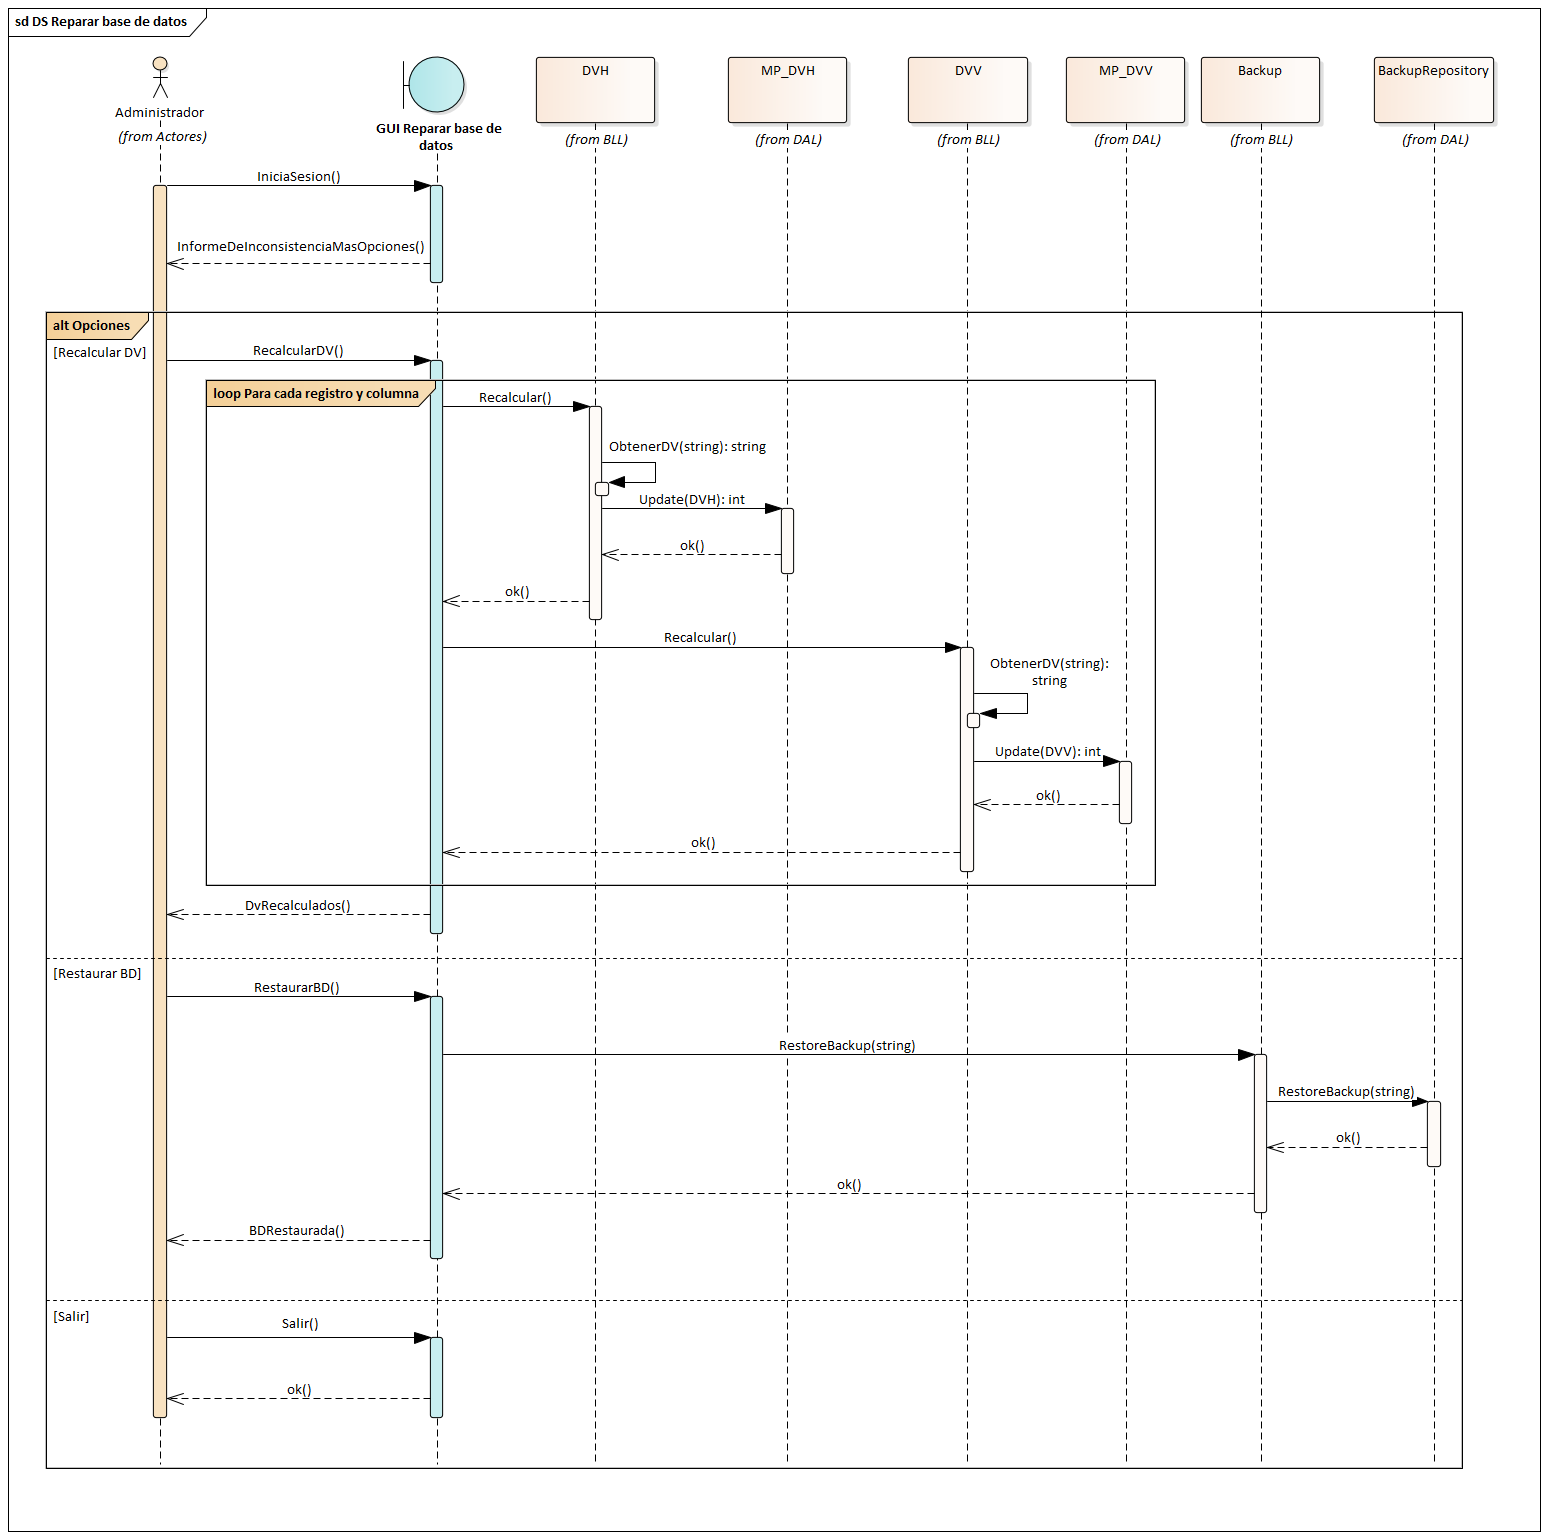 sd DS Reparar base de datos
Administrador
(from Actores)
GUI Reparar base de
datos
DVH
(from BLL)
MP_DVH
(from DAL)
DVV
(from BLL)
MP_DVV
(from DAL)
Backup
(from BLL)
BackupRepository
(from DAL)
IniciaSesion()
InformeDeInconsistenciaMasOpciones()
alt Opciones
[Recalcular DV]
RecalcularDV()
loop Para cada registro y columna
Recalcular()
ObtenerDV(string): string
Update(DVH): int
ok()
ok()
Recalcular()
ObtenerDV(string):
string
Update(DVV): int
ok()
ok()
DvRecalculados()
[Restaurar BD]
RestaurarBD()
RestoreBackup(string)
RestoreBackup(string)
ok()
ok()
BDRestaurada()
[Salir]
Salir()
ok()